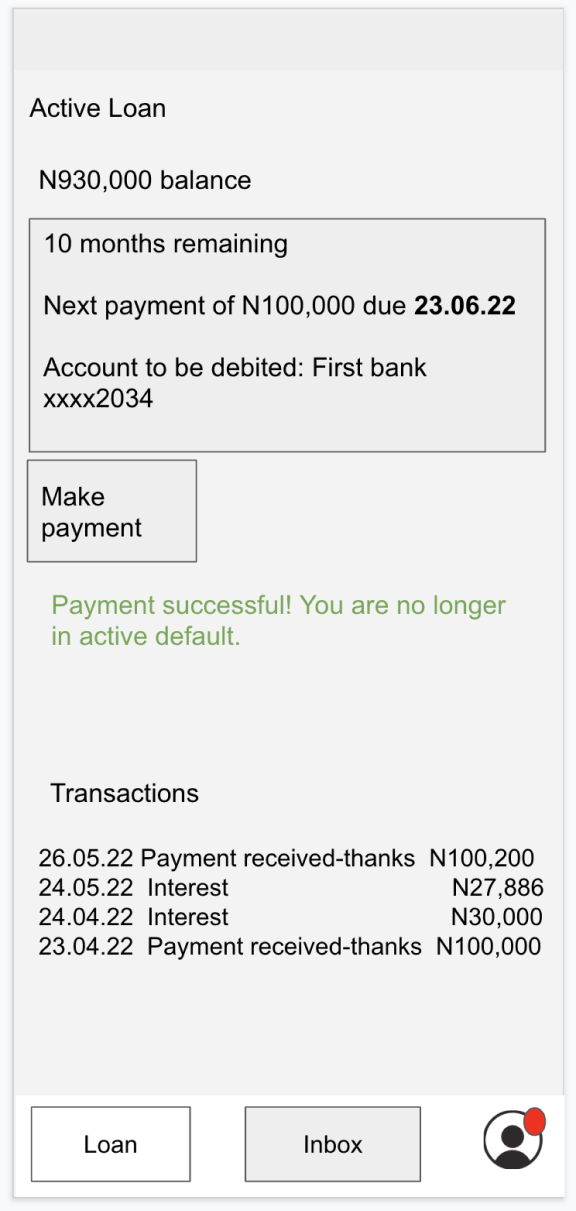 Active Loan
N930,000 balance
10 months remaining
Next payment of N100,000 due 23.06.22
Account to be debited: First bank
xxxx2034
Make
payment
Payment successful! You are no longer
in active default.
Transactions
26.05.22 Payment received-thanks N100,200
24.05.22 Interest N27,886
24.04.22 Interest N30,000
23.04.22 Payment received-thanks N100,000
Loan
Inbox